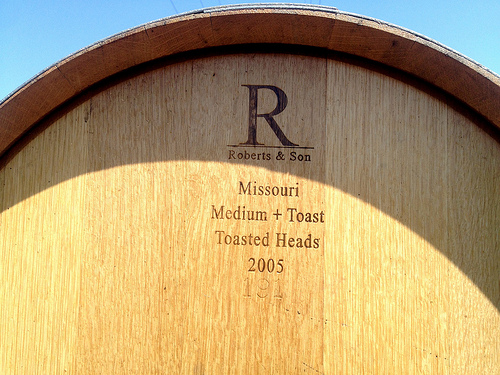 R
Roberts & Son
Missouri
Medium + Toast
Toasted Heads
2005